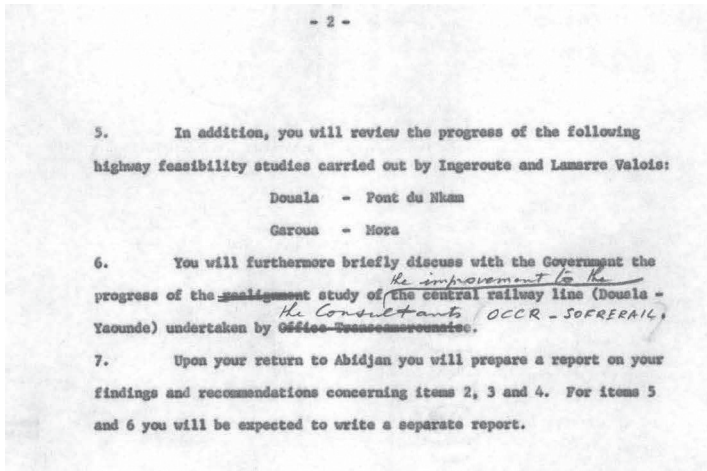 - 2 -
5. In addition, you will review the progress of the following
highway feasibility studies carried out by Ingeroute and Lamarre Valois:
Douala - Pont du Nkam
Garoua - Mora
6. You will furthermore briefly discuss with the Government the
the improvement to the
progress of the realignment study of the central railway line (Douala -
the Consultants (OCCR - SOFRERAIL)
Yaounde) undertaken by Office Transcamerounaise.
7. Upon your return to Abidjan you will prepare a report on your
findings and recommendations concerning items 2, 3 and 4. For items 5
and 6 you will be expected to write a separate report.